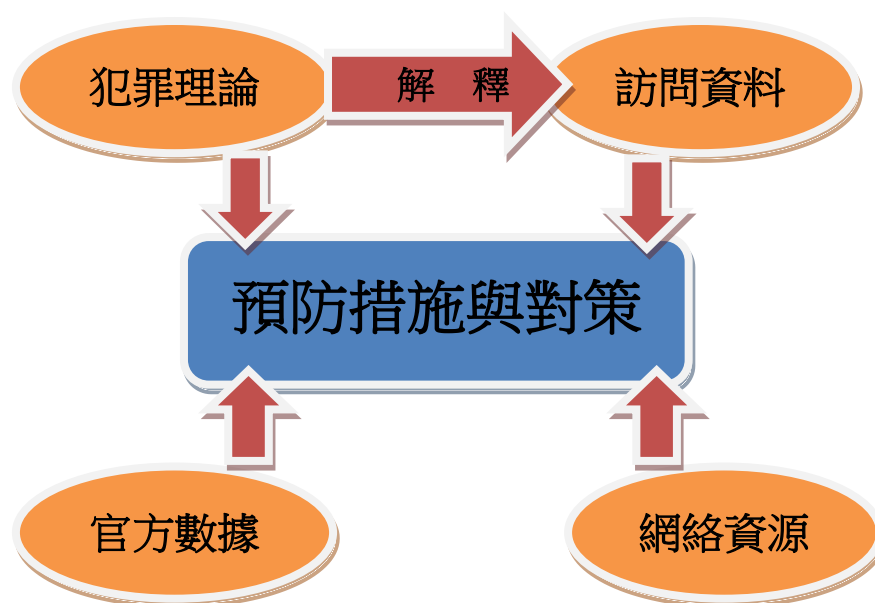 犯罪理論
解 釋
訪問資料
預防措施與對策
官方數據
網絡資源